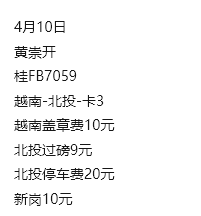 4月10日
黄崇开
桂FB7059
越南-北投-卡3
越南盖章费10元
北投过磅9元
北投停车费20元
新岗10元